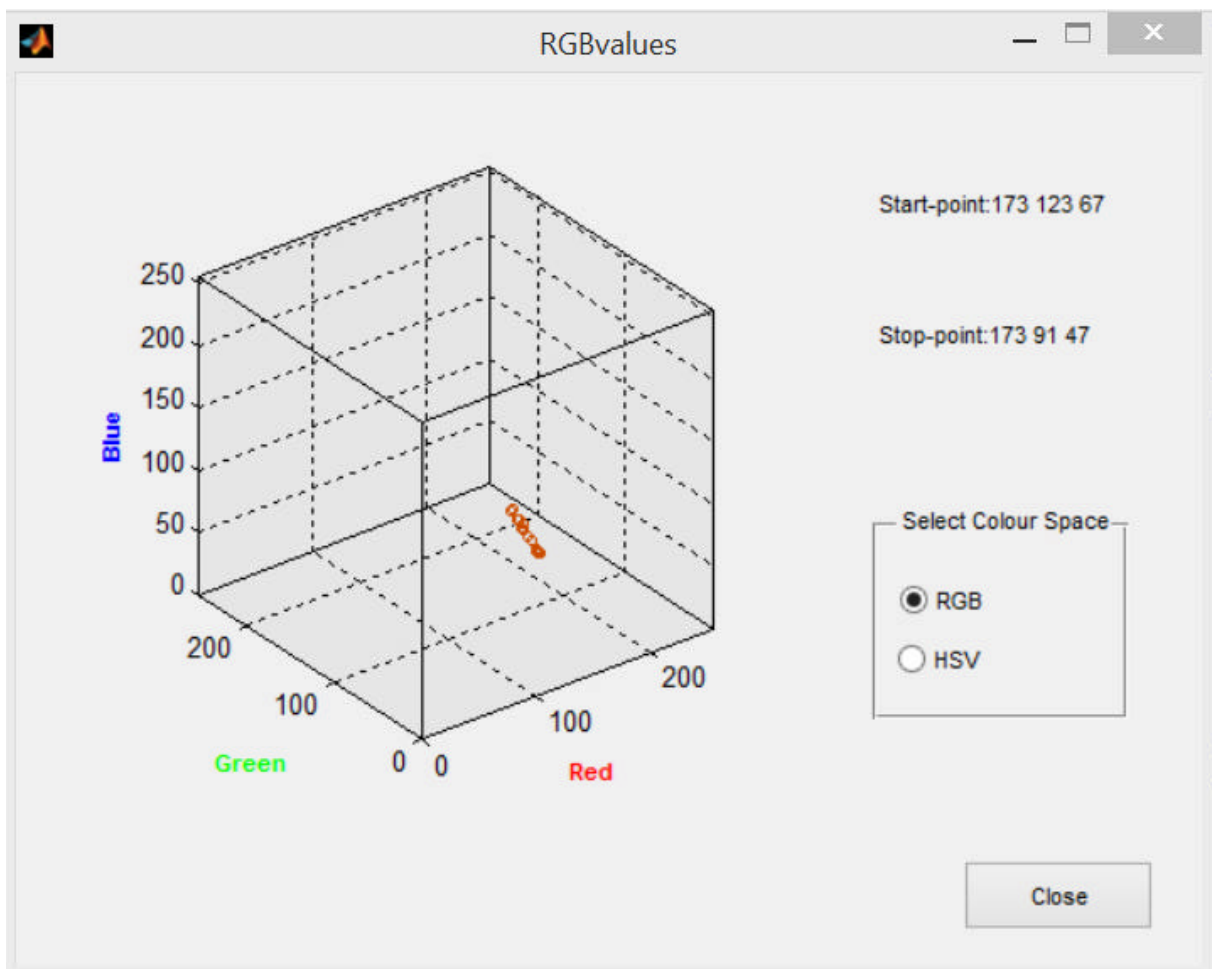 RGBvalues
Start-point:173 123 67
Stop-point:173 91 47
250
200
150
100
50
0
Blue
200
100
0
Green
0
100
200
Red
Select Colour Space
RGB
HSV
Close